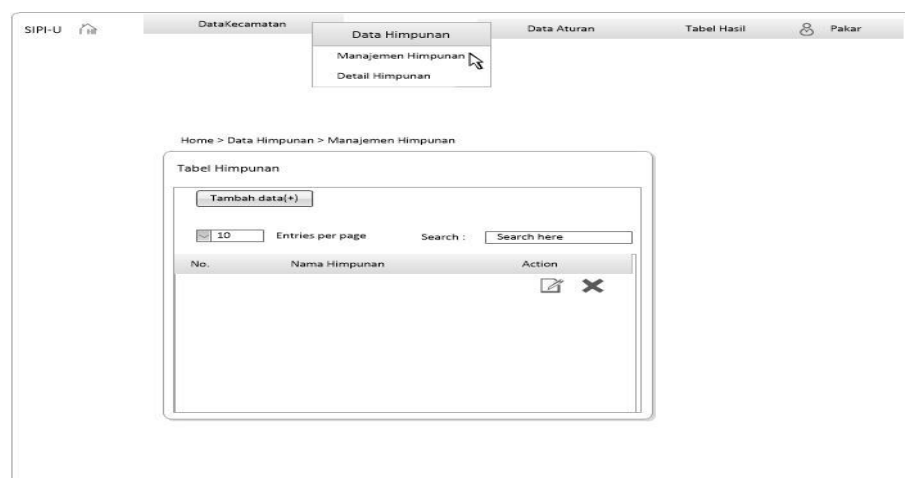 SIPI-U DataKecamatan Data Himpunan Data Aturan Tabel Hasil Pakar
Manajemen Himpunan
Detail Himpunan
Home > Data Himpunan > Manajemen Himpunan
Tabel Himpunan
Tambah data(+)
10 Entries per page Search : Search here
No. Nama Himpunan Action